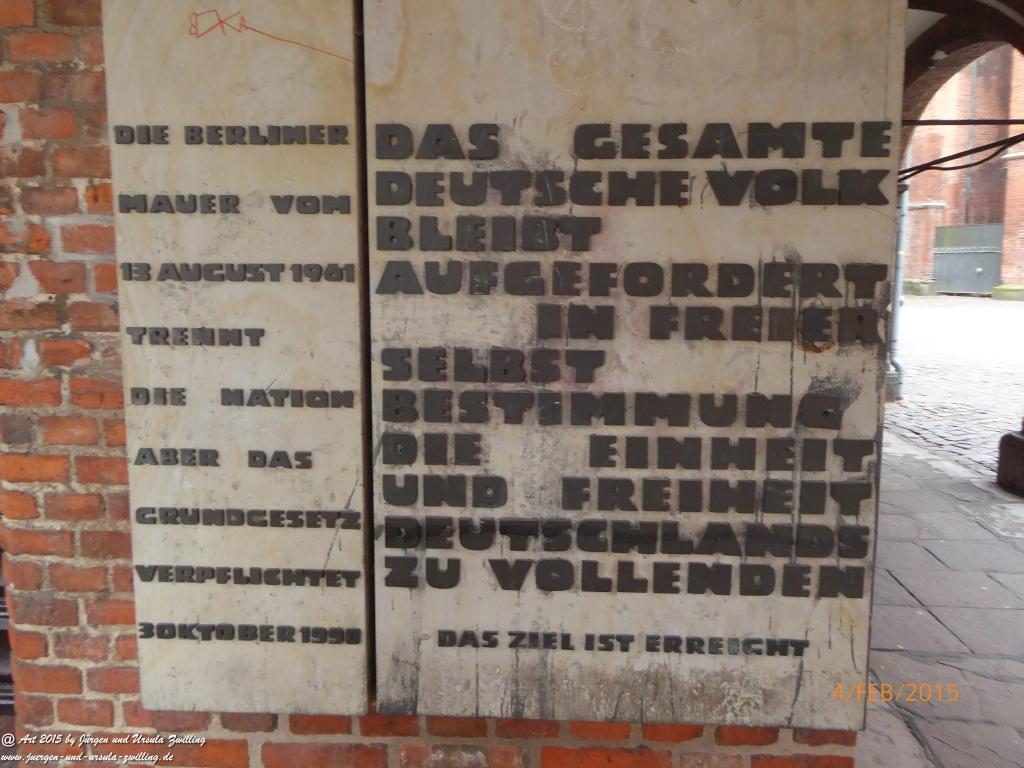 DIE BERLINER
MAUER VOM
13 AUGUST 1961
TRENNT
DIE NATION
ABER DAS
GRUNDGESETZ
VERPFLICHTET
3 OKTOBER 1990
DAS GESAMTE
DEUTSCHE VOLK
BLEIBT
AUFGEFORDERT
IN FREIER
SELBST
BESTIMMUNG
DIE EINHEIT
UND FREIHEIT
DEUTSCHLANDS
ZU VOLLENDEN
DAS ZIEL IST ERREICHT
4/FEB/2015
@ Art 2015 by Jürgen und Ursula Zwilling
www.juergen-und-ursula-zwilling.de